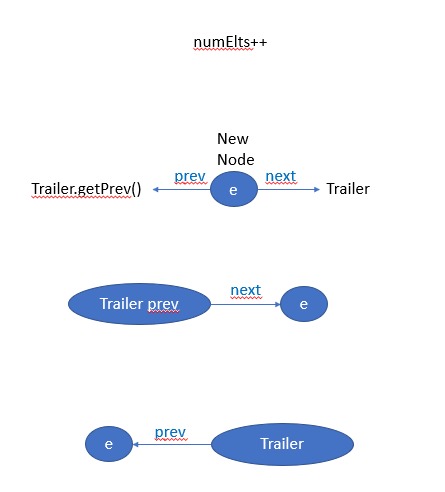 numElts++
New
Node
Trailer.getPrev()
prev
e
next
Trailer
Trailer prev
next
e
e
prev
Trailer